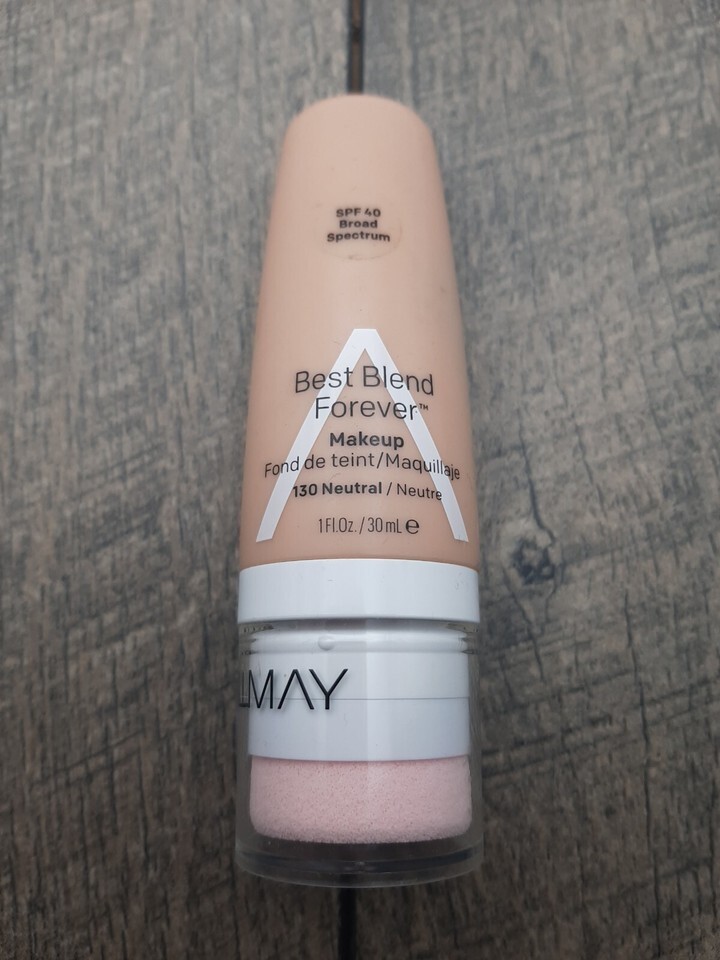 SPF 40
Broad
Spectrum
Best Blend
Forever™
Makeup
Fond de teint/Maquillaje
130 Neutral / Neutre
1 Fl.Oz. / 30 mL ℮
LMAY